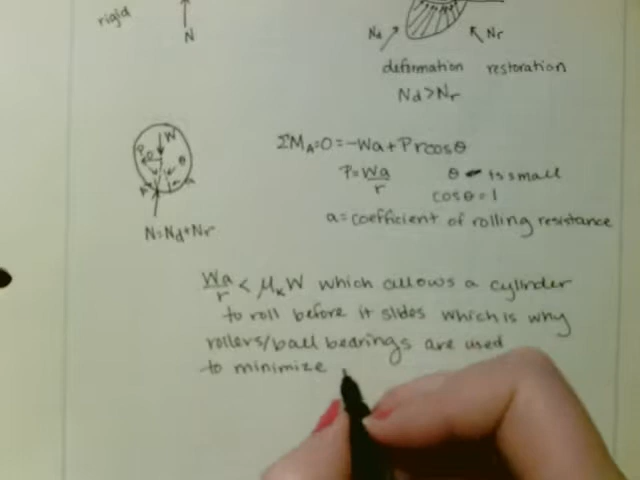 rigid
N
Nd
Nr
deformation restoration
Nd>Nr
W
P
θ
ΣMA=0=-Wa+Prcosθ
P=Wa/r θ is small
cosθ=1
a=coefficient of rolling resistance
N=Nd+Nr
Wa/r < μkW which allows a cylinder
to roll before it slides which is why
rollers/ball bearings are used
to minimize